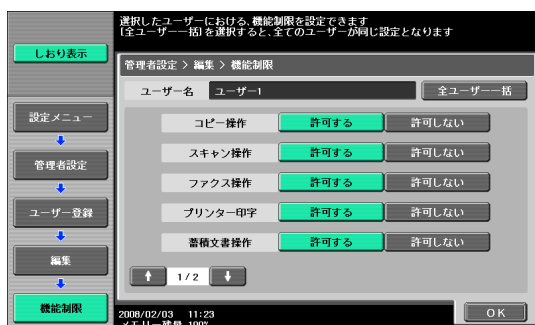 選択したユーザーにおける、機能制限を設定できます
「全ユーザー一括」を選択すると、全てのユーザーが同じ設定となります
しおり表示
管理者設定 > 編集 > 機能制限
ユーザー名 ユーザー1 全ユーザー一括
設定メニュー
管理者設定
ユーザー登録
編集
機能制限
コピー操作 許可する 許可しない
スキャン操作 許可する 許可しない
ファクス操作 許可する 許可しない
プリンター印字 許可する 許可しない
蓄積文書操作 許可する 許可しない
↑ 1/2 ↓
2008/02/03 11:23
メモリー残量 100%
OK